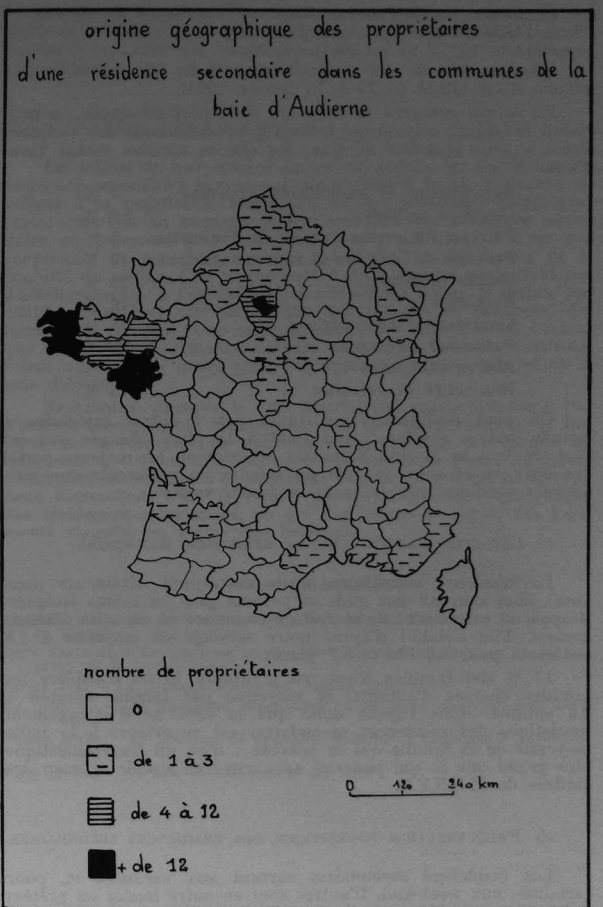 origine géographique des propriétaires
d'une résidence secondaire dans les communes de la
baie d'Audierne
nombre de propriétaires
0
de 1 à 3
de 4 à 12
+ de 12
0 120 240 km